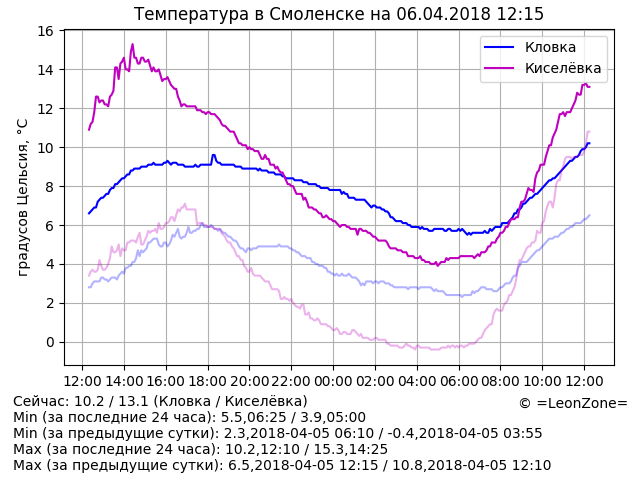 Температура в Смоленске на 06.04.2018 12:15
градусов Цельсия, °С
16
14
12
10
8
6
4
2
0
Кловка
Киселёвка
12:00 14:00 16:00 18:00 20:00 22:00 00:00 02:00 04:00 06:00 08:00 10:00 12:00
Сейчас: 10.2 / 13.1 (Кловка / Киселёвка)
© =LeonZone=
Min (за последние 24 часа): 5.5,06:25 / 3.9,05:00
Min (за предыдущие сутки): 2.3,2018-04-05 06:10 / -0.4,2018-04-05 03:55
Max (за последние 24 часа): 10.2,12:10 / 15.3,14:25
Max (за предыдущие сутки): 6.5,2018-04-05 12:15 / 10.8,2018-04-05 12:10